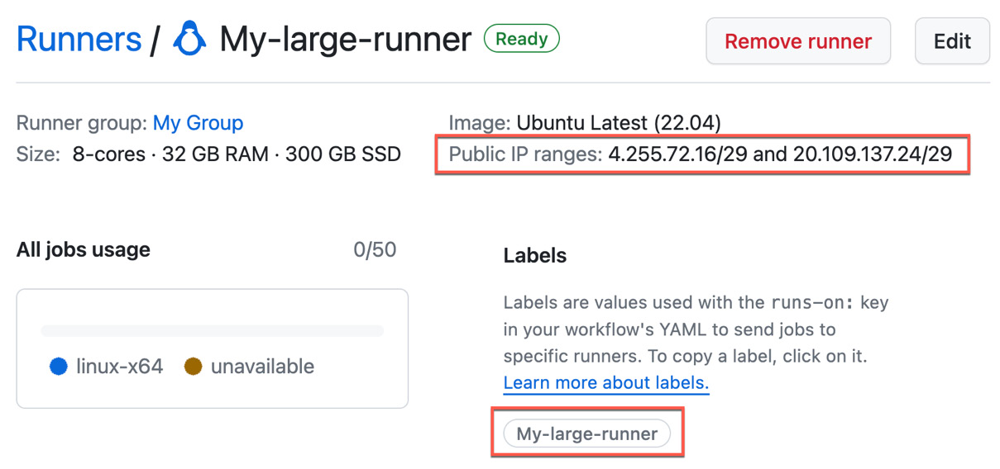 Runners / My-large-runner Ready
Remove runner
Edit
Runner group: My Group
Size: 8-cores · 32 GB RAM · 300 GB SSD
Image: Ubuntu Latest (22.04)
Public IP ranges: 4.255.72.16/29 and 20.109.137.24/29
All jobs usage 0/50
linux-x64 unavailable
Labels
Labels are values used with the runs-on: key
in your workflow's YAML to send jobs to
specific runners. To copy a label, click on it.
Learn more about labels.
My-large-runner